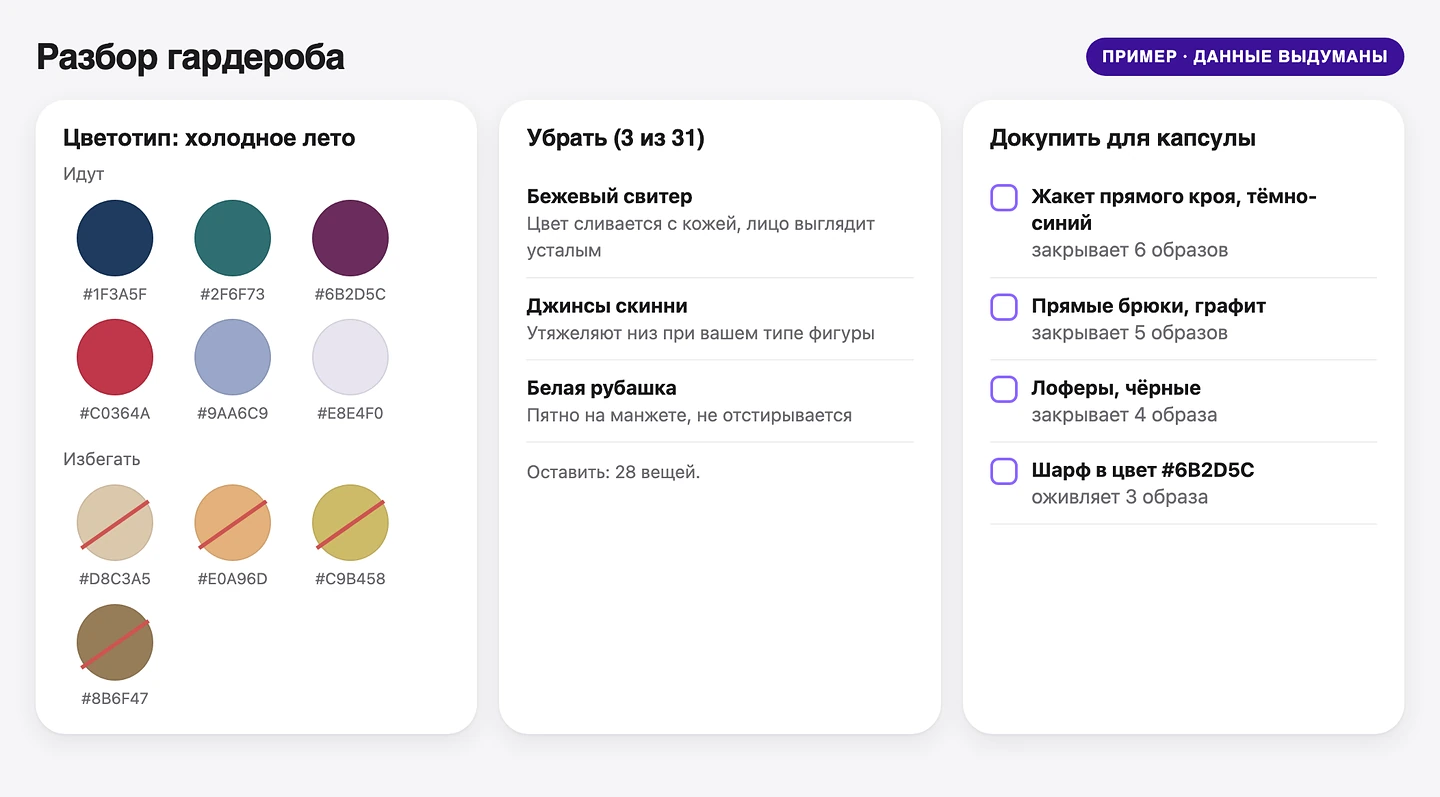 Разбор гардероба
ПРИМЕР · ДАННЫЕ ВЫДУМАНЫ
Цветотип: холодное лето
Идут
#1F3A5F
#2F6F73
#6B2D5C
#C0364A
#9AA6C9
#E8E4F0
Избегать
#D8C3A5
#E0A96D
#C9B458
#8B6F47
Убрать (3 из 31)
Бежевый свитер
Цвет сливается с кожей, лицо выглядит
усталым
Джинсы скинни
Утяжеляют низ при вашем типе фигуры
Белая рубашка
Пятно на манжете, не отстирывается
Оставить: 28 вещей.
Докупить для капсулы
Жакет прямого кроя, тёмно-
синий
закрывает 6 образов
Прямые брюки, графит
закрывает 5 образов
Лоферы, чёрные
закрывает 4 образа
Шарф в цвет #6B2D5C
оживляет 3 образа